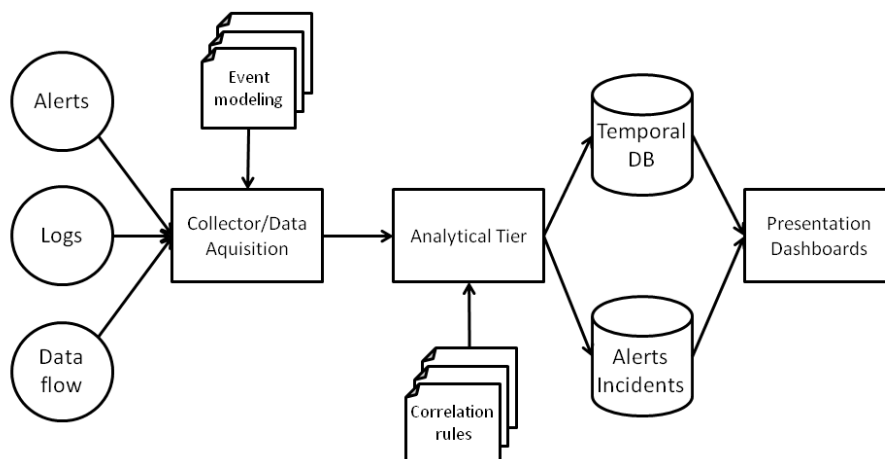 Alerts
Logs
Data
flow
Event
modeling
Collector/Data
Aquisition
Analytical Tier
Correlation
rules
Temporal
DB
Alerts
Incidents
Presentation
Dashboards